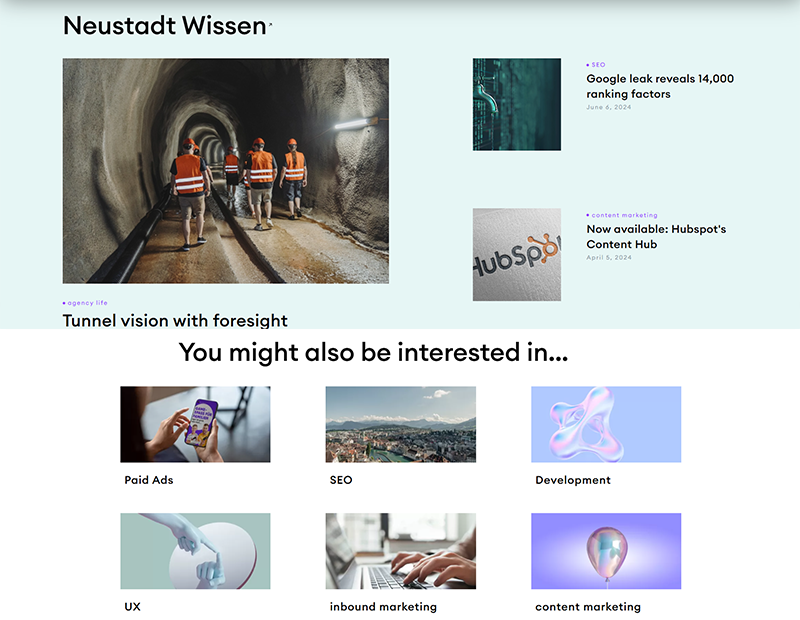 Neustadt Wissen
SEO
Google leak reveals 14,000
ranking factors
June 6, 2024
HubSpot
content marketing
Now available: Hubspot's
Content Hub
April 5, 2024
agency life
Tunnel vision with foresight
You might also be interested in...
Paid Ads
SEO
Development
UX
inbound marketing
content marketing